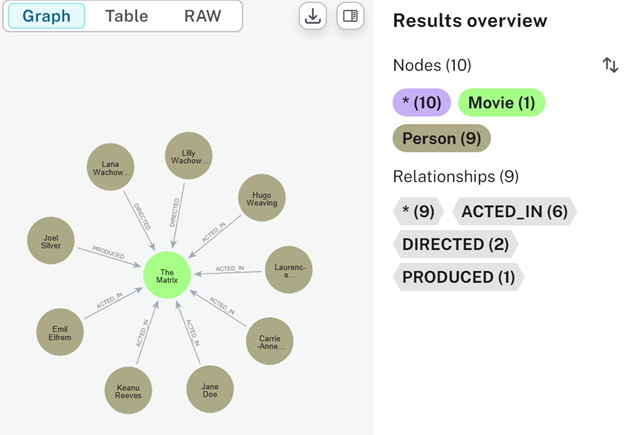 Graph
Table
RAW
Lana
Wachow...
Lilly
Wachow...
Hugo
Weaving
Joel
Silver
Laurenc-
e...
The
Matrix
Emil
Eifrem
Carrie
-Anne...
Keanu
Reeves
Jane
Doe
DIRECTED
DIRECTED
ACTED_IN
PRODUCED
ACTED_IN
ACTED_IN
ACTED_IN
ACTED_IN
ACTED_IN
Results overview
Nodes (10)
* (10)
Movie (1)
Person (9)
Relationships (9)
* (9)
ACTED_IN (6)
DIRECTED (2)
PRODUCED (1)